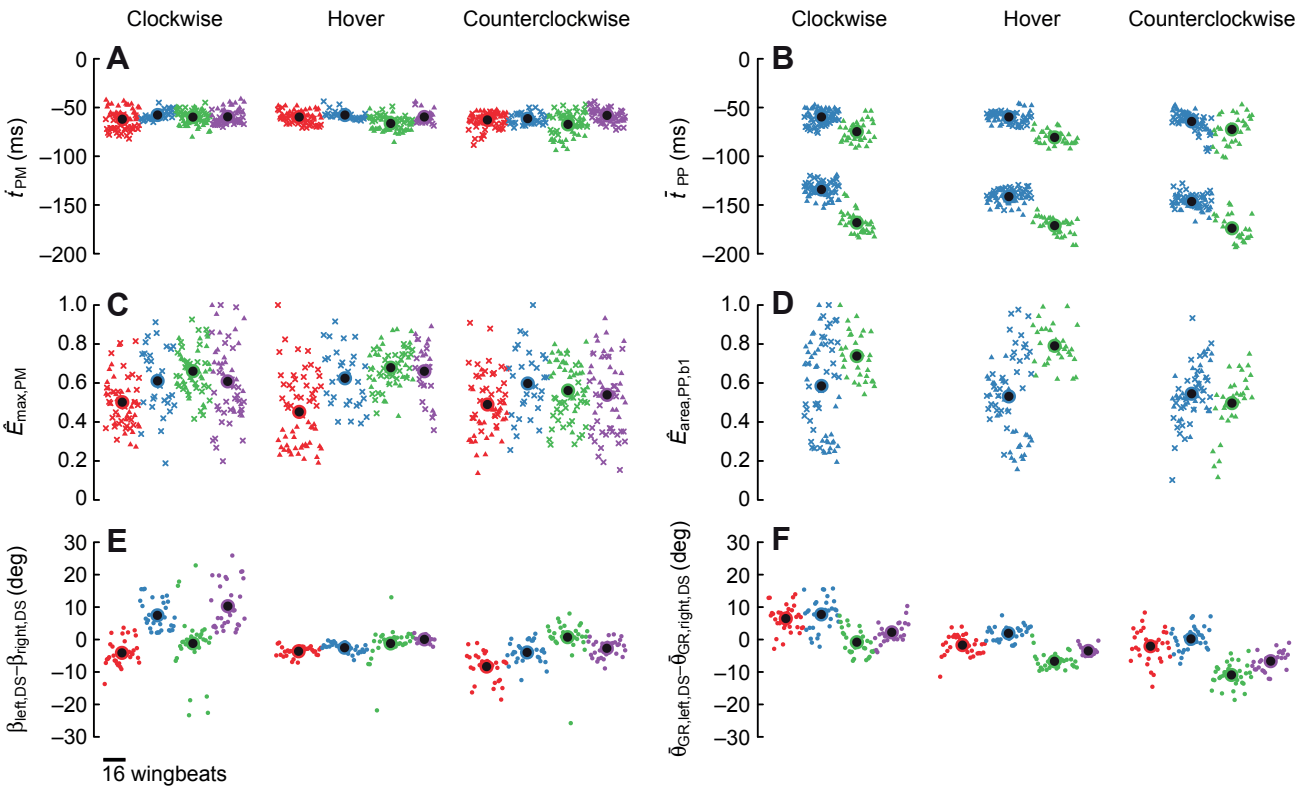 Clockwise Hover Counterclockwise
Clockwise Hover Counterclockwise
A
0
–50
–100
–150
–200
ṫPM (ms)
B
0
–50
–100
–150
–200
t̄ PP (ms)
C
1.0
0.8
0.6
0.4
0.2
0
Êmax,PM
D
1.0
0.8
0.6
0.4
0.2
0
Êarea,PP,b1
E
30
20
10
0
–10
–20
–30
βleft,DS–βright,DS (deg)
F
30
20
10
0
–10
–20
–30
θ̄GR,left,DS–θ̄GR,right,DS (deg)
16 wingbeats